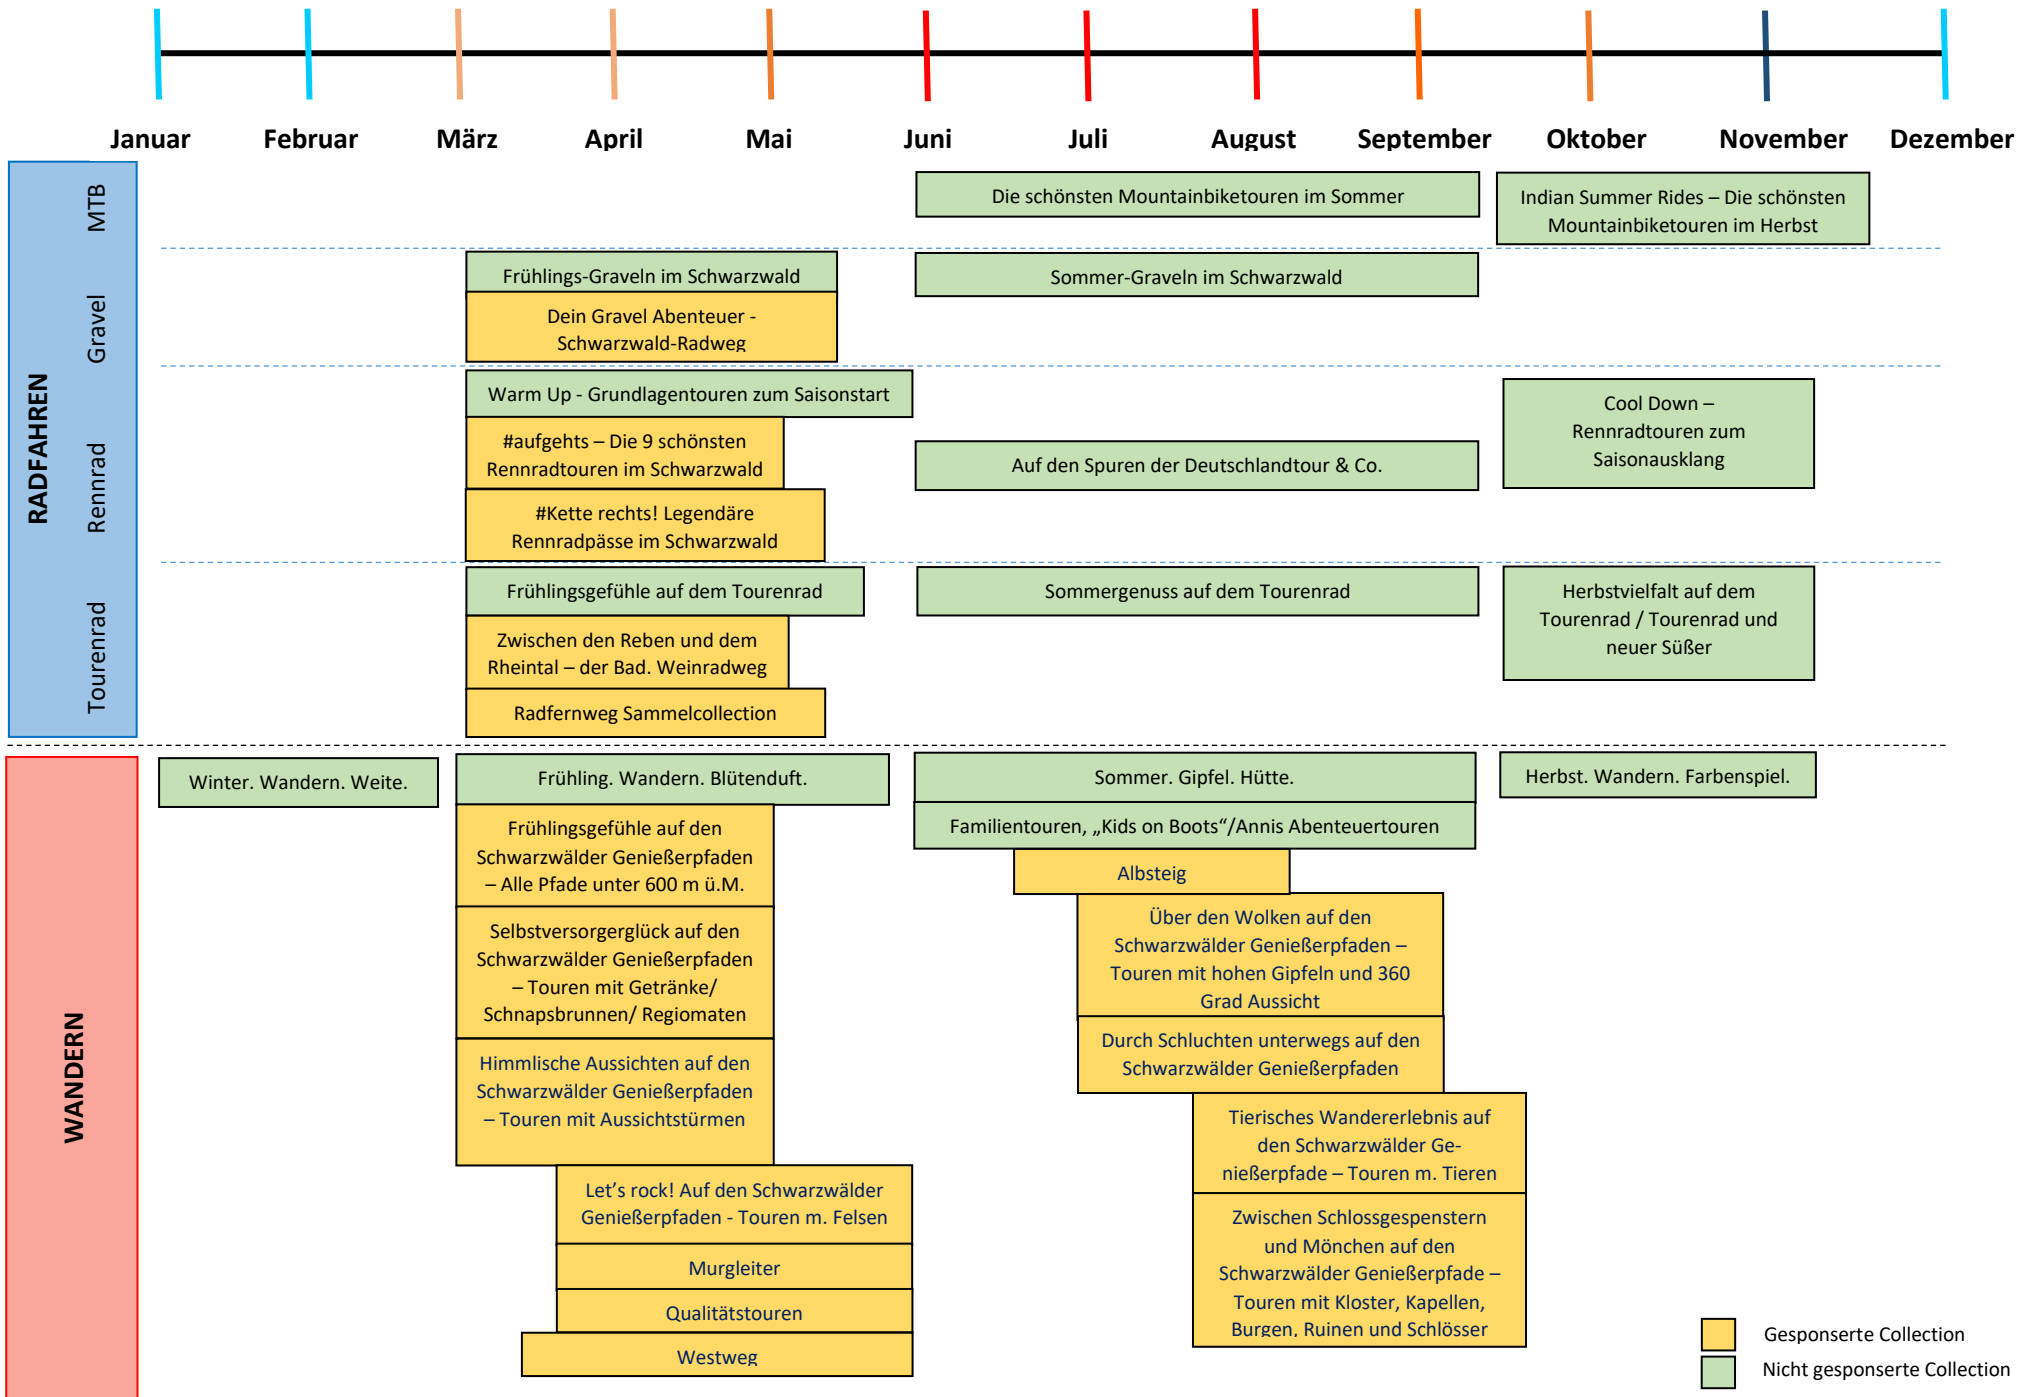 Januar Februar März April Mai Juni Juli August September Oktober November Dezember
RADFAHREN
MTB
Die schönsten Mountainbiketouren im Sommer
Indian Summer Rides – Die schönsten
Mountainbiketouren im Herbst
Gravel
Frühlings-Graveln im Schwarzwald
Dein Gravel Abenteuer -
Schwarzwald-Radweg
Sommer-Graveln im Schwarzwald
Rennrad
Warm Up - Grundlagentouren zum Saisonstart
#aufgehts – Die 9 schönsten
Rennradtouren im Schwarzwald
#Kette rechts! Legendäre
Rennradpässe im Schwarzwald
Auf den Spuren der Deutschlandtour & Co.
Cool Down –
Rennradtouren zum
Saisonausklang
Tourenrad
Frühlingsgefühle auf dem Tourenrad
Zwischen den Reben und dem
Rheintal – der Bad. Weinradweg
Radfernweg Sammelcollection
Sommergenuss auf dem Tourenrad
Herbstvielfalt auf dem
Tourenrad / Tourenrad und
neuer Süßer
WANDERN
Winter. Wandern. Weite.
Frühling. Wandern. Blütenduft.
Frühlingsgefühle auf den
Schwarzwälder Genießerpfaden
– Alle Pfade unter 600 m ü.M.
Selbstversorgerglück auf den
Schwarzwälder Genießerpfaden
– Touren mit Getränke/
Schnapsbrunnen/ Regiomaten
Himmlische Aussichten auf den
Schwarzwälder Genießerpfaden
– Touren mit Aussichtstürmen
Let's rock! Auf den Schwarzwälder
Genießerpfaden - Touren m. Felsen
Murgleiter
Qualitätstouren
Westweg
Sommer. Gipfel. Hütte.
Familientouren, „Kids on Boots“/Annis Abenteuertouren
Albsteig
Über den Wolken auf den
Schwarzwälder Genießerpfaden –
Touren mit hohen Gipfeln und 360
Grad Aussicht
Durch Schluchten unterwegs auf den
Schwarzwälder Genießerpfaden
Tierisches Wandererlebnis auf
den Schwarzwälder Ge-
nießerpfade – Touren m. Tieren
Zwischen Schlossgespenstern
und Mönchen auf den
Schwarzwälder Genießerpfade –
Touren mit Kloster, Kapellen,
Burgen, Ruinen und Schlösser
Herbst. Wandern. Farbenspiel.
Gesponserte Collection
Nicht gesponserte Collection